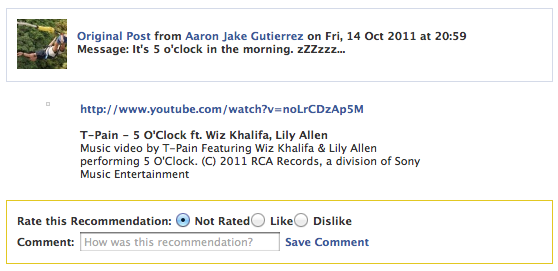 Original Post from Aaron Jake Gutierrez on Fri, 14 Oct 2011 at 20:59
Message: It's 5 o'clock in the morning. zZZzzz...
http://www.youtube.com/watch?v=noLrCDzAp5M
T-Pain - 5 O'Clock ft. Wiz Khalifa, Lily Allen
Music video by T-Pain Featuring Wiz Khalifa & Lily Allen
performing 5 O'Clock. (C) 2011 RCA Records, a division of Sony
Music Entertainment
Rate this Recommendation: Not Rated Like Dislike
Comment: How was this recommendation? Save Comment